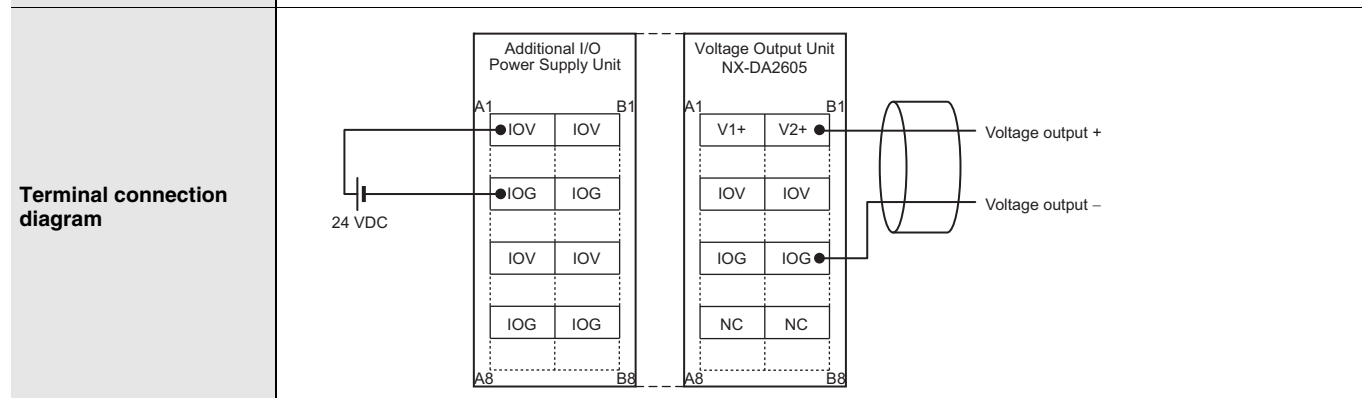 Terminal connection
diagram
24 VDC
Additional I/O
Power Supply Unit
A1 B1
IOV IOV
IOG IOG
IOV IOV
IOG IOG
A8 B8
Voltage Output Unit
NX-DA2605
A1 B1
V1+ V2+
IOV IOV
IOG IOG
NC NC
A8 B8
Voltage output +
Voltage output –